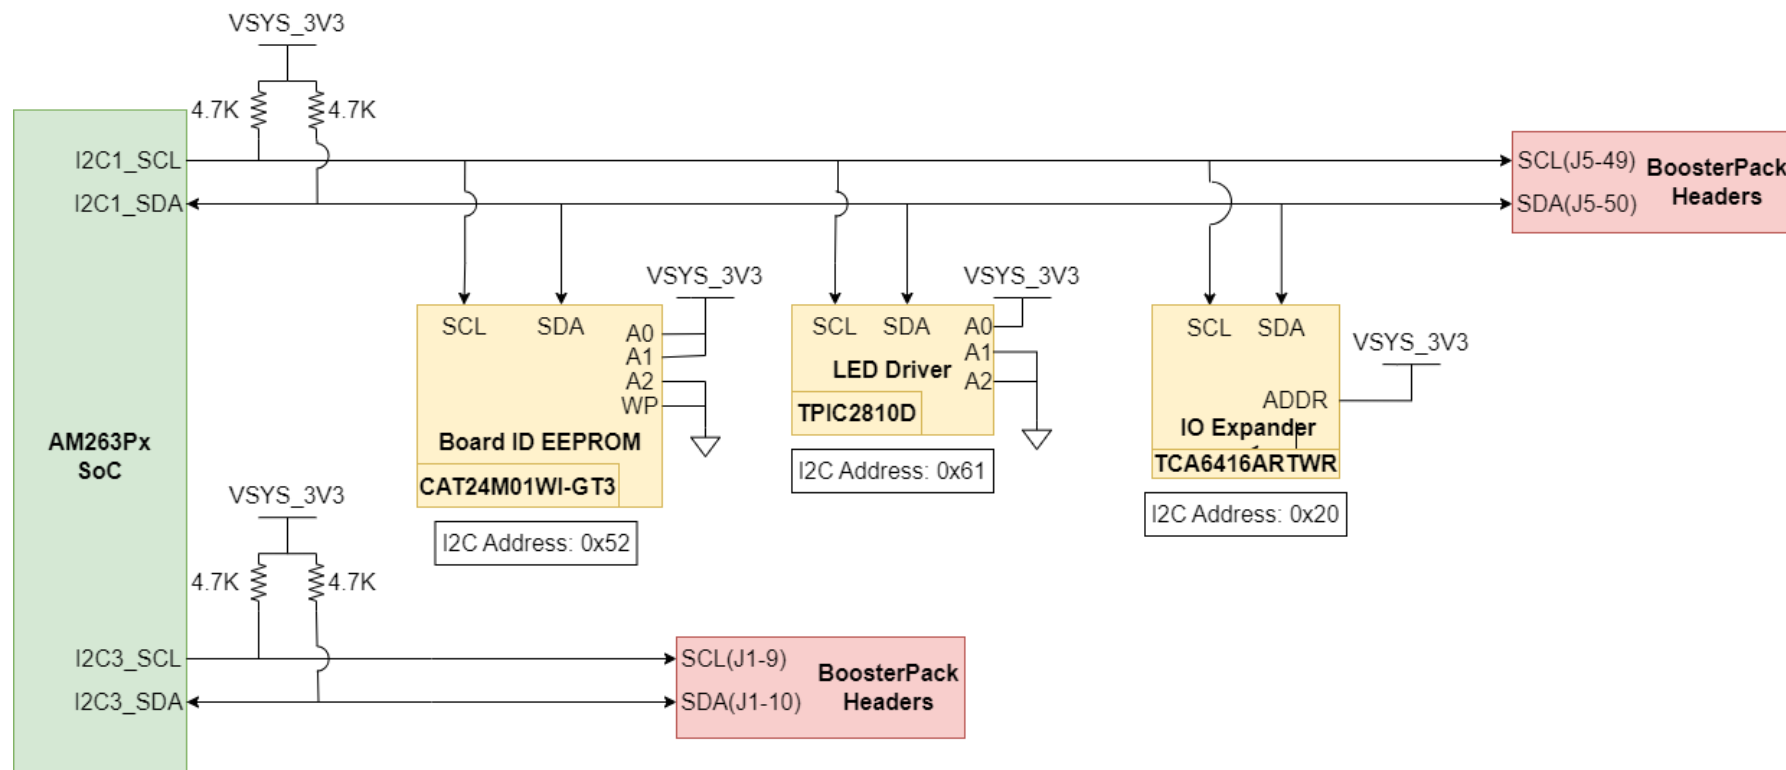 VSYS_3V3
4.7K
4.7K
I2C1_SCL
I2C1_SDA
SCL(J5-49)
SDA(J5-50)
BoosterPack
Headers
VSYS_3V3
SCL
SDA
A0
A1
A2
WP
Board ID EEPROM
CAT24M01WI-GT3
I2C Address: 0x52
VSYS_3V3
SCL
SDA
A0
A1
A2
LED Driver
TPIC2810D
I2C Address: 0x61
VSYS_3V3
SCL
SDA
ADDR
IO Expander
TCA6416ARTWR
I2C Address: 0x20
AM263Px
SoC
VSYS_3V3
4.7K
4.7K
I2C3_SCL
I2C3_SDA
SCL(J1-9)
SDA(J1-10)
BoosterPack
Headers